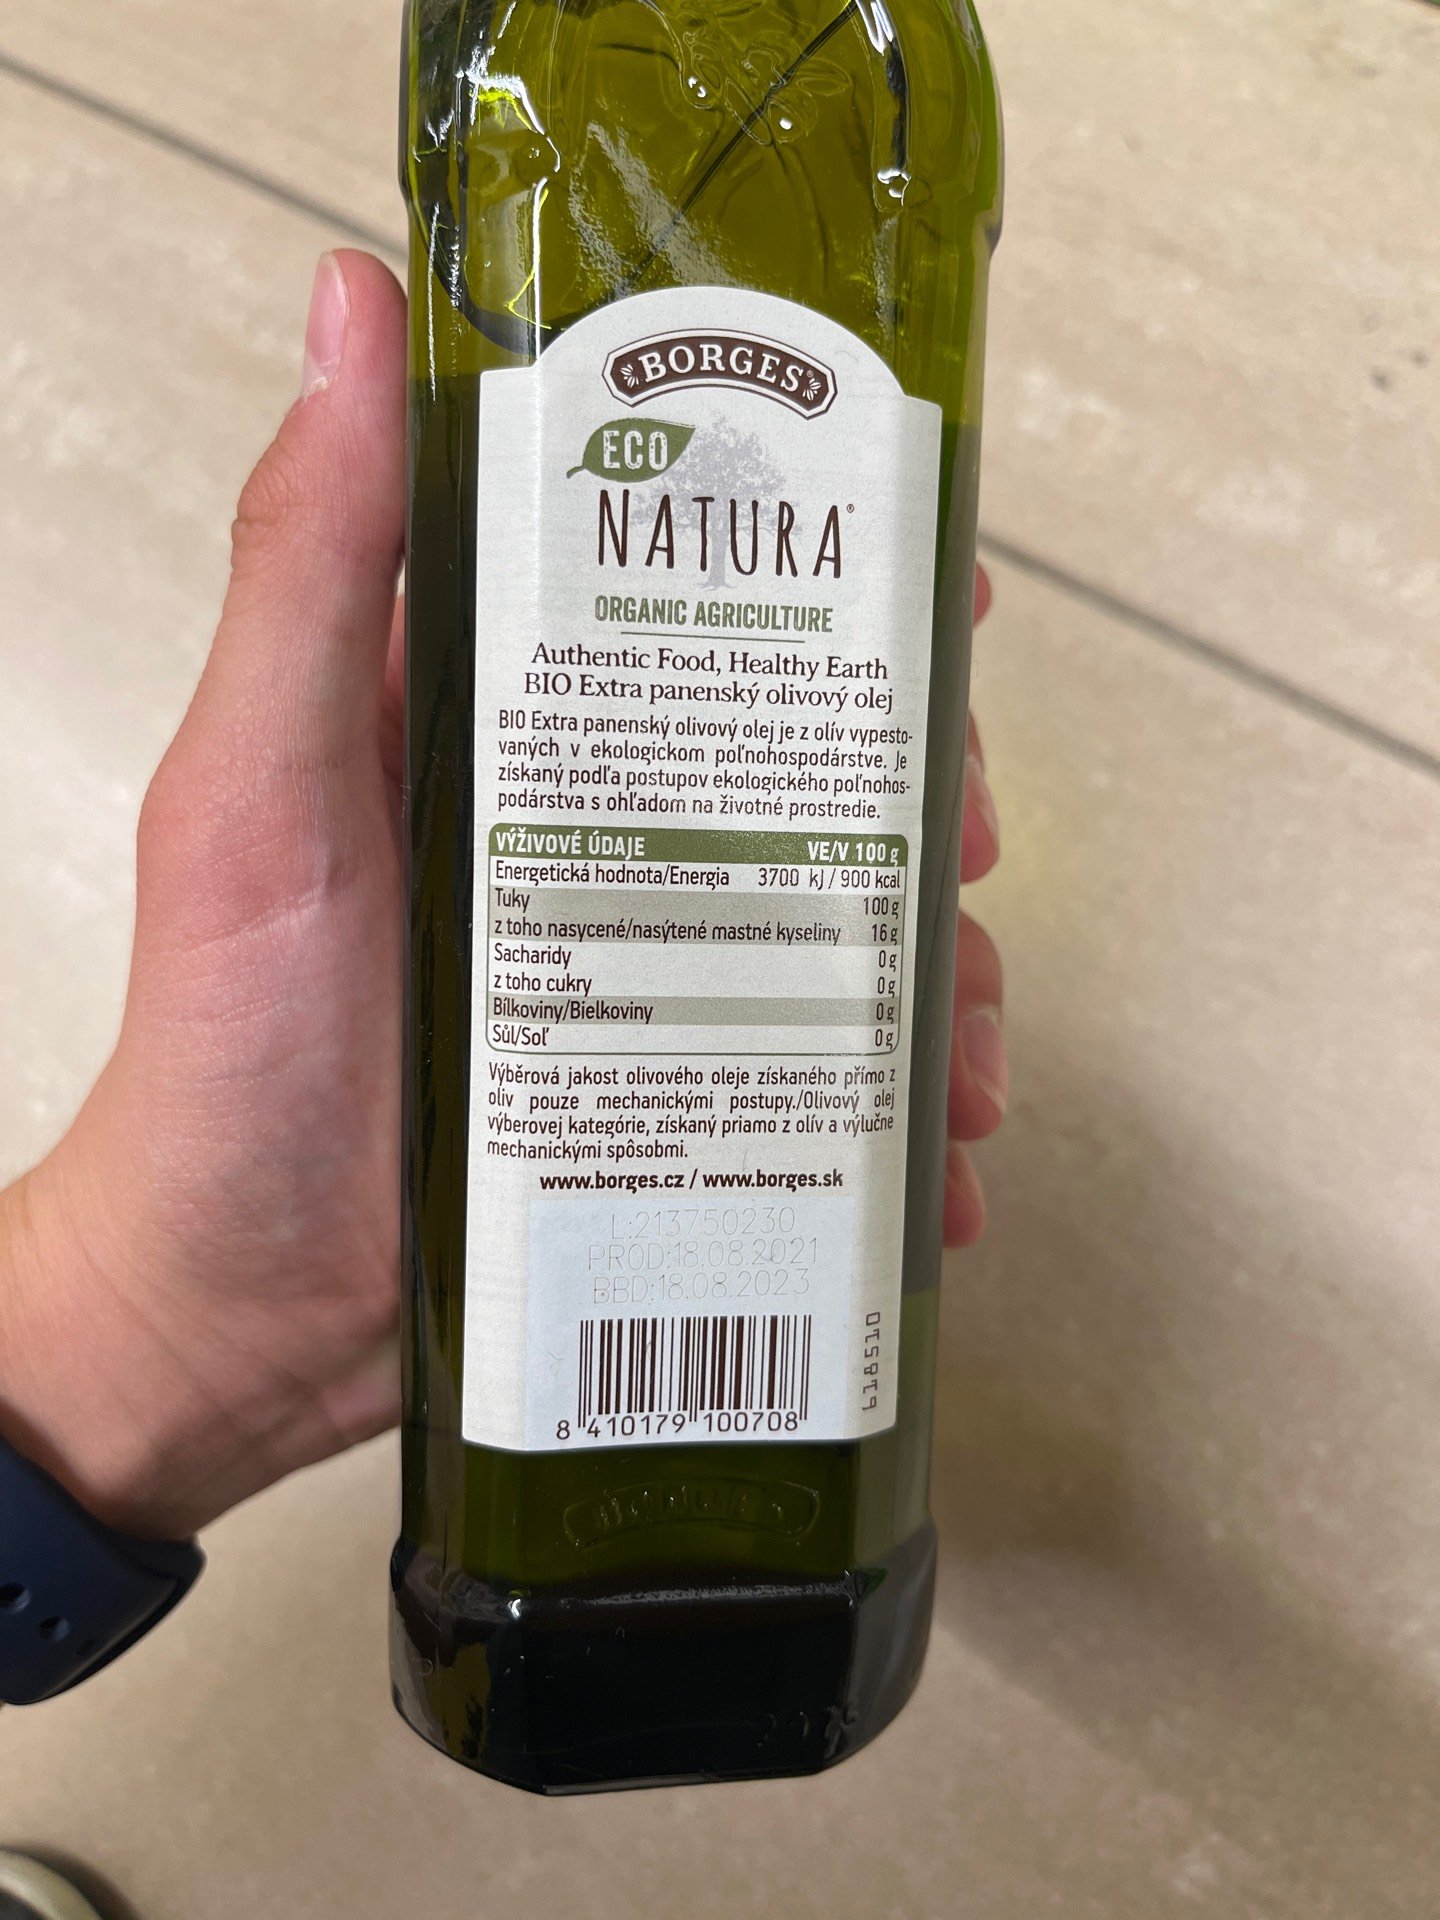 BORGES
ECO
NATURA®
ORGANIC AGRICULTURE
Authentic Food, Healthy Earth
BIO Extra panenský olivový olej
BIO Extra panenský olivový olej je z olív vypesto-
vaných v ekologickom poľnohospodárstve. Je
získaný podľa postupov ekologického poľnohos-
podárstva s ohľadom na životné prostredie.
VÝŽIVOVÉ ÚDAJE VE/V 100 g
Energetická hodnota/Energia 3700 kJ / 900 kcal
Tuky 100 g
z toho nasycené/nasýtené mastné kyseliny 16 g
Sacharidy 0 g
z toho cukry 0 g
Bílkoviny/Bielkoviny 0 g
Sůl/Soľ 0 g
Výběrová jakost olivového oleje získaného přímo z
oliv pouze mechanickými postupy./Olivový olej
výberovej kategórie, získaný priamo z olív a výlučne
mechanickými spôsobmi.
www.borges.cz / www.borges.sk
L:213750230
PROD:18.08.2021
BBD:18.08.2023
618510
8 410179 100708